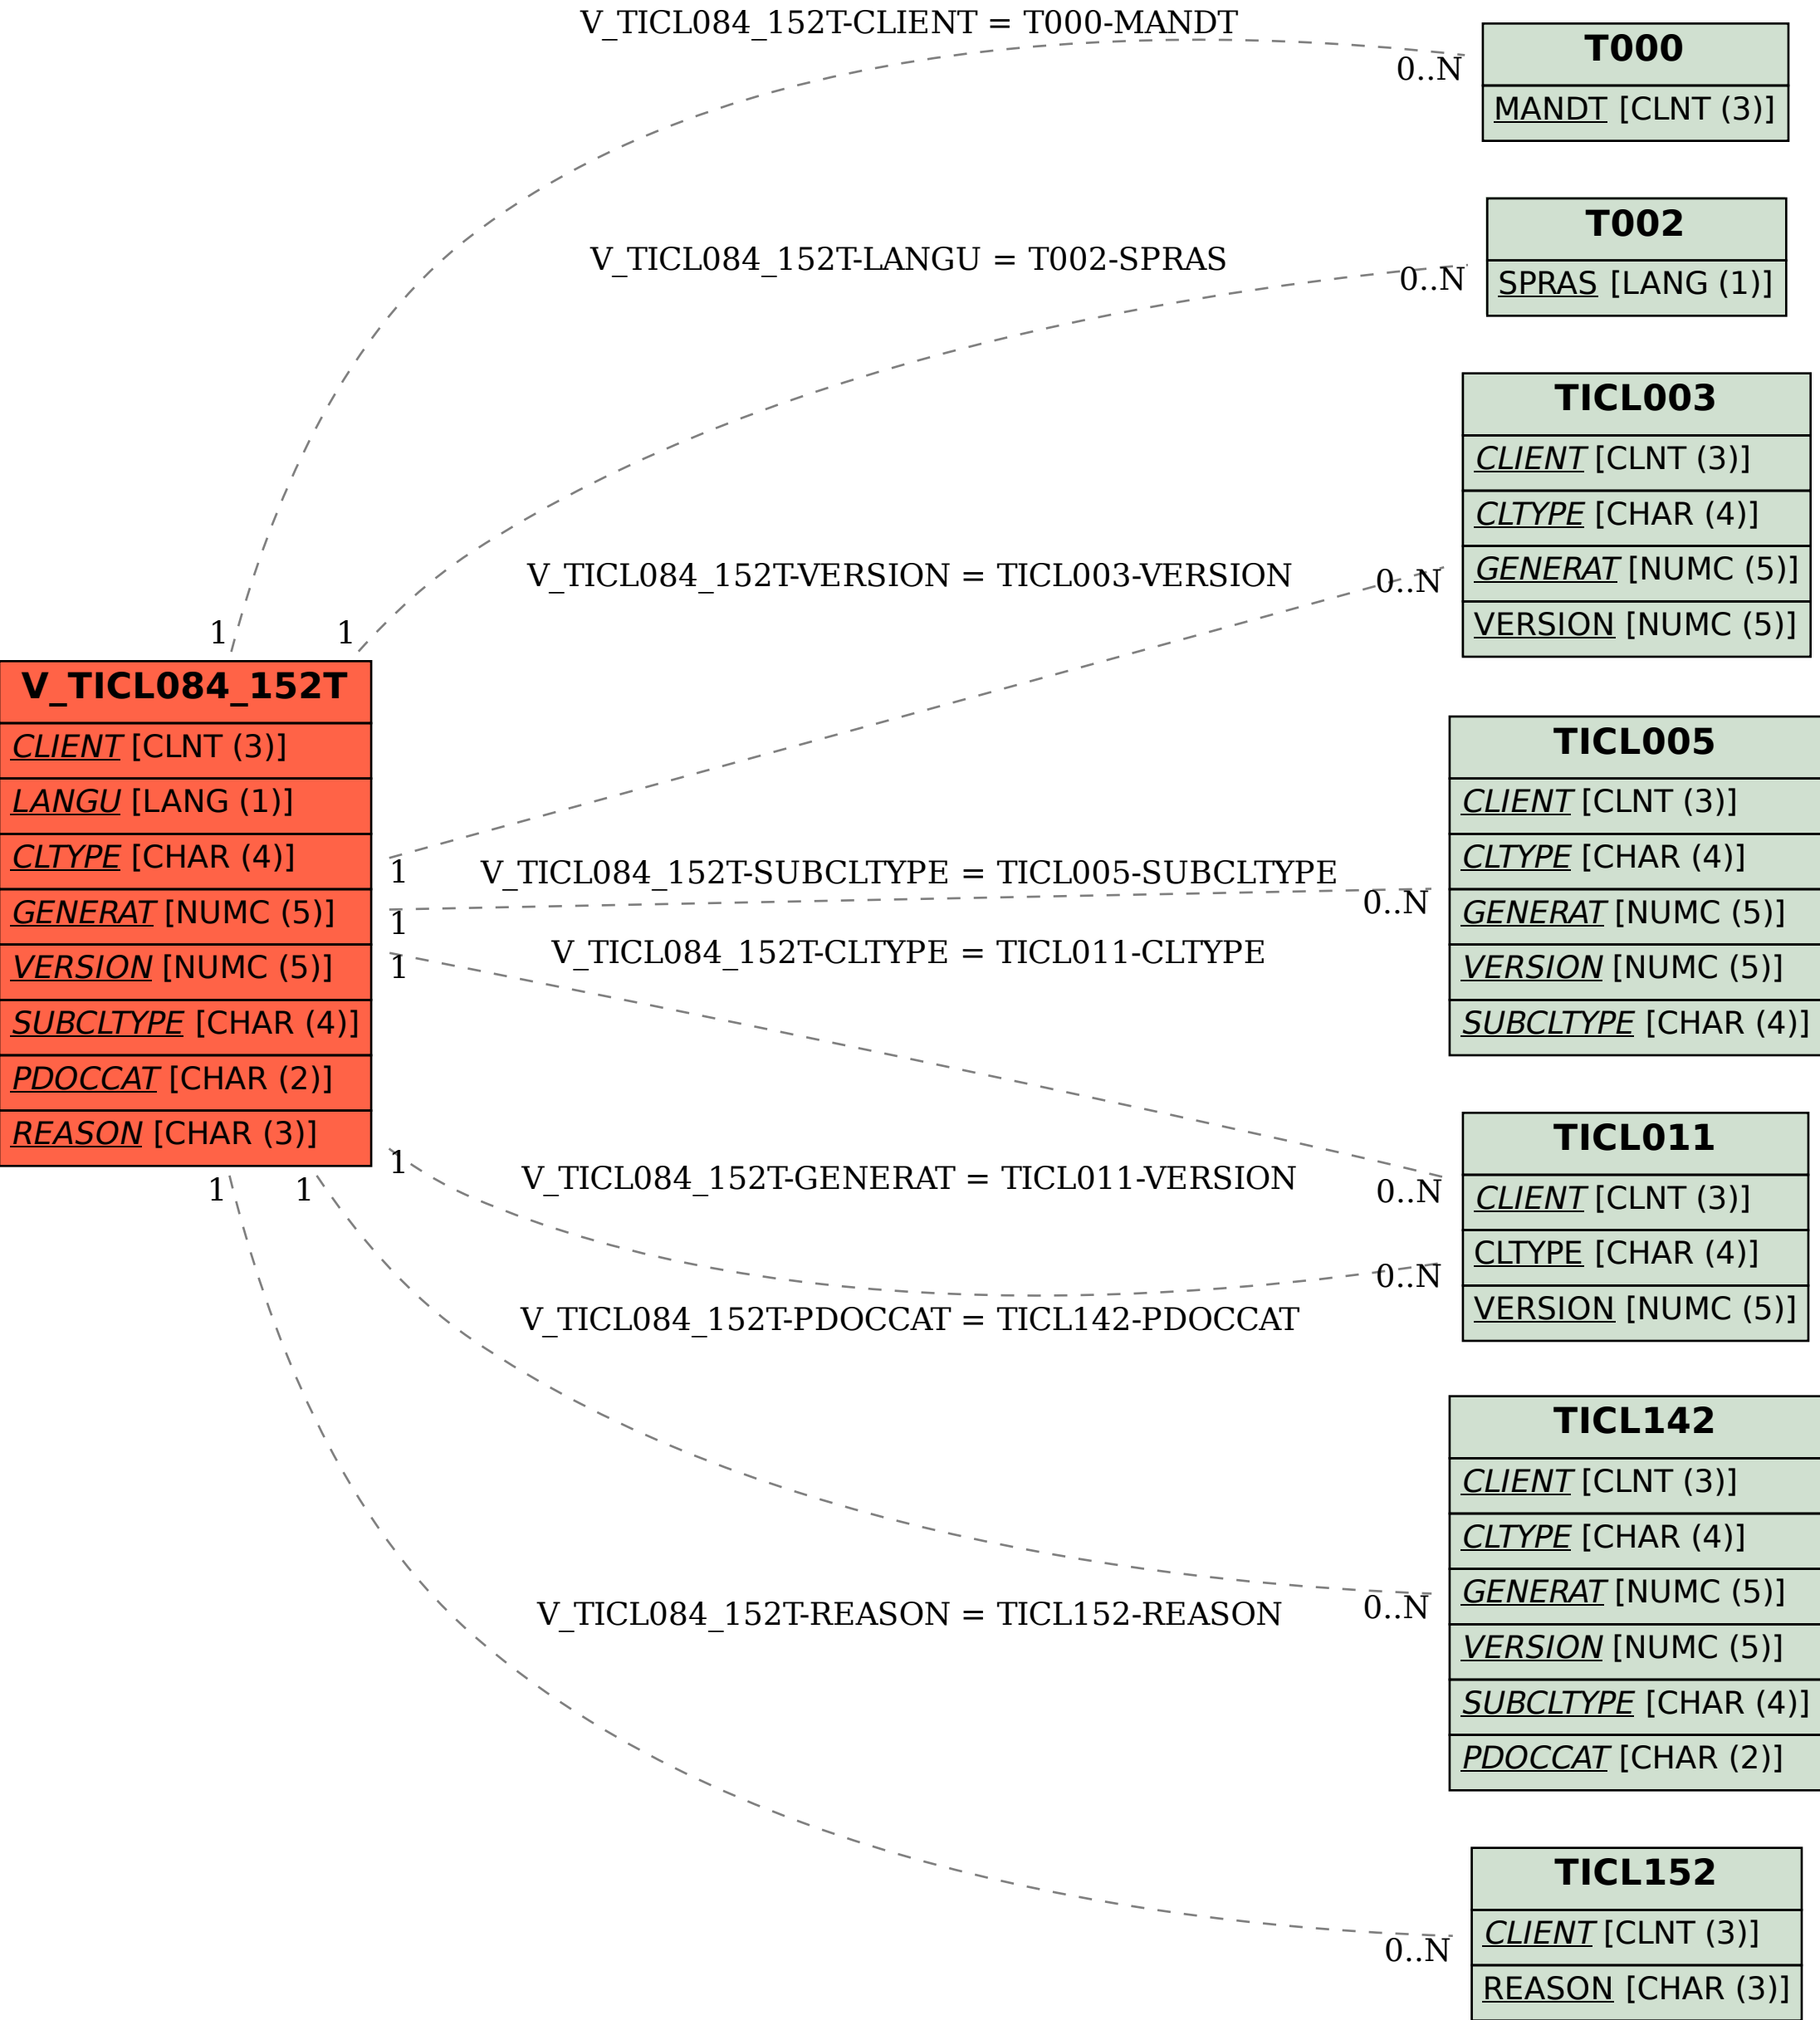 V_TICL084_152T-CLIENT = T000-MANDT
0..N
1
T000
MANDT [CLNT (3)]
V_TICL084_152T-LANGU = T002-SPRAS
0..N
1
T002
SPRAS [LANG (1)]
V_TICL084_152T-VERSION = TICL003-VERSION
0..N
1
TICL003
CLIENT [CLNT (3)]
CLTYPE [CHAR (4)]
GENERAT [NUMC (5)]
VERSION [NUMC (5)]
V_TICL084_152T
CLIENT [CLNT (3)]
LANGU [LANG (1)]
CLTYPE [CHAR (4)]
GENERAT [NUMC (5)]
VERSION [NUMC (5)]
SUBCLTYPE [CHAR (4)]
PDOCCAT [CHAR (2)]
REASON [CHAR (3)]
V_TICL084_152T-SUBCLTYPE = TICL005-SUBCLTYPE
0..N
1
TICL005
CLIENT [CLNT (3)]
CLTYPE [CHAR (4)]
GENERAT [NUMC (5)]
VERSION [NUMC (5)]
SUBCLTYPE [CHAR (4)]
V_TICL084_152T-CLTYPE = TICL011-CLTYPE
0..N
1
V_TICL084_152T-GENERAT = TICL011-VERSION
0..N
1
TICL011
CLIENT [CLNT (3)]
CLTYPE [CHAR (4)]
VERSION [NUMC (5)]
V_TICL084_152T-PDOCCAT = TICL142-PDOCCAT
0..N
1
TICL142
CLIENT [CLNT (3)]
CLTYPE [CHAR (4)]
GENERAT [NUMC (5)]
VERSION [NUMC (5)]
SUBCLTYPE [CHAR (4)]
PDOCCAT [CHAR (2)]
V_TICL084_152T-REASON = TICL152-REASON
0..N
1
TICL152
CLIENT [CLNT (3)]
REASON [CHAR (3)]